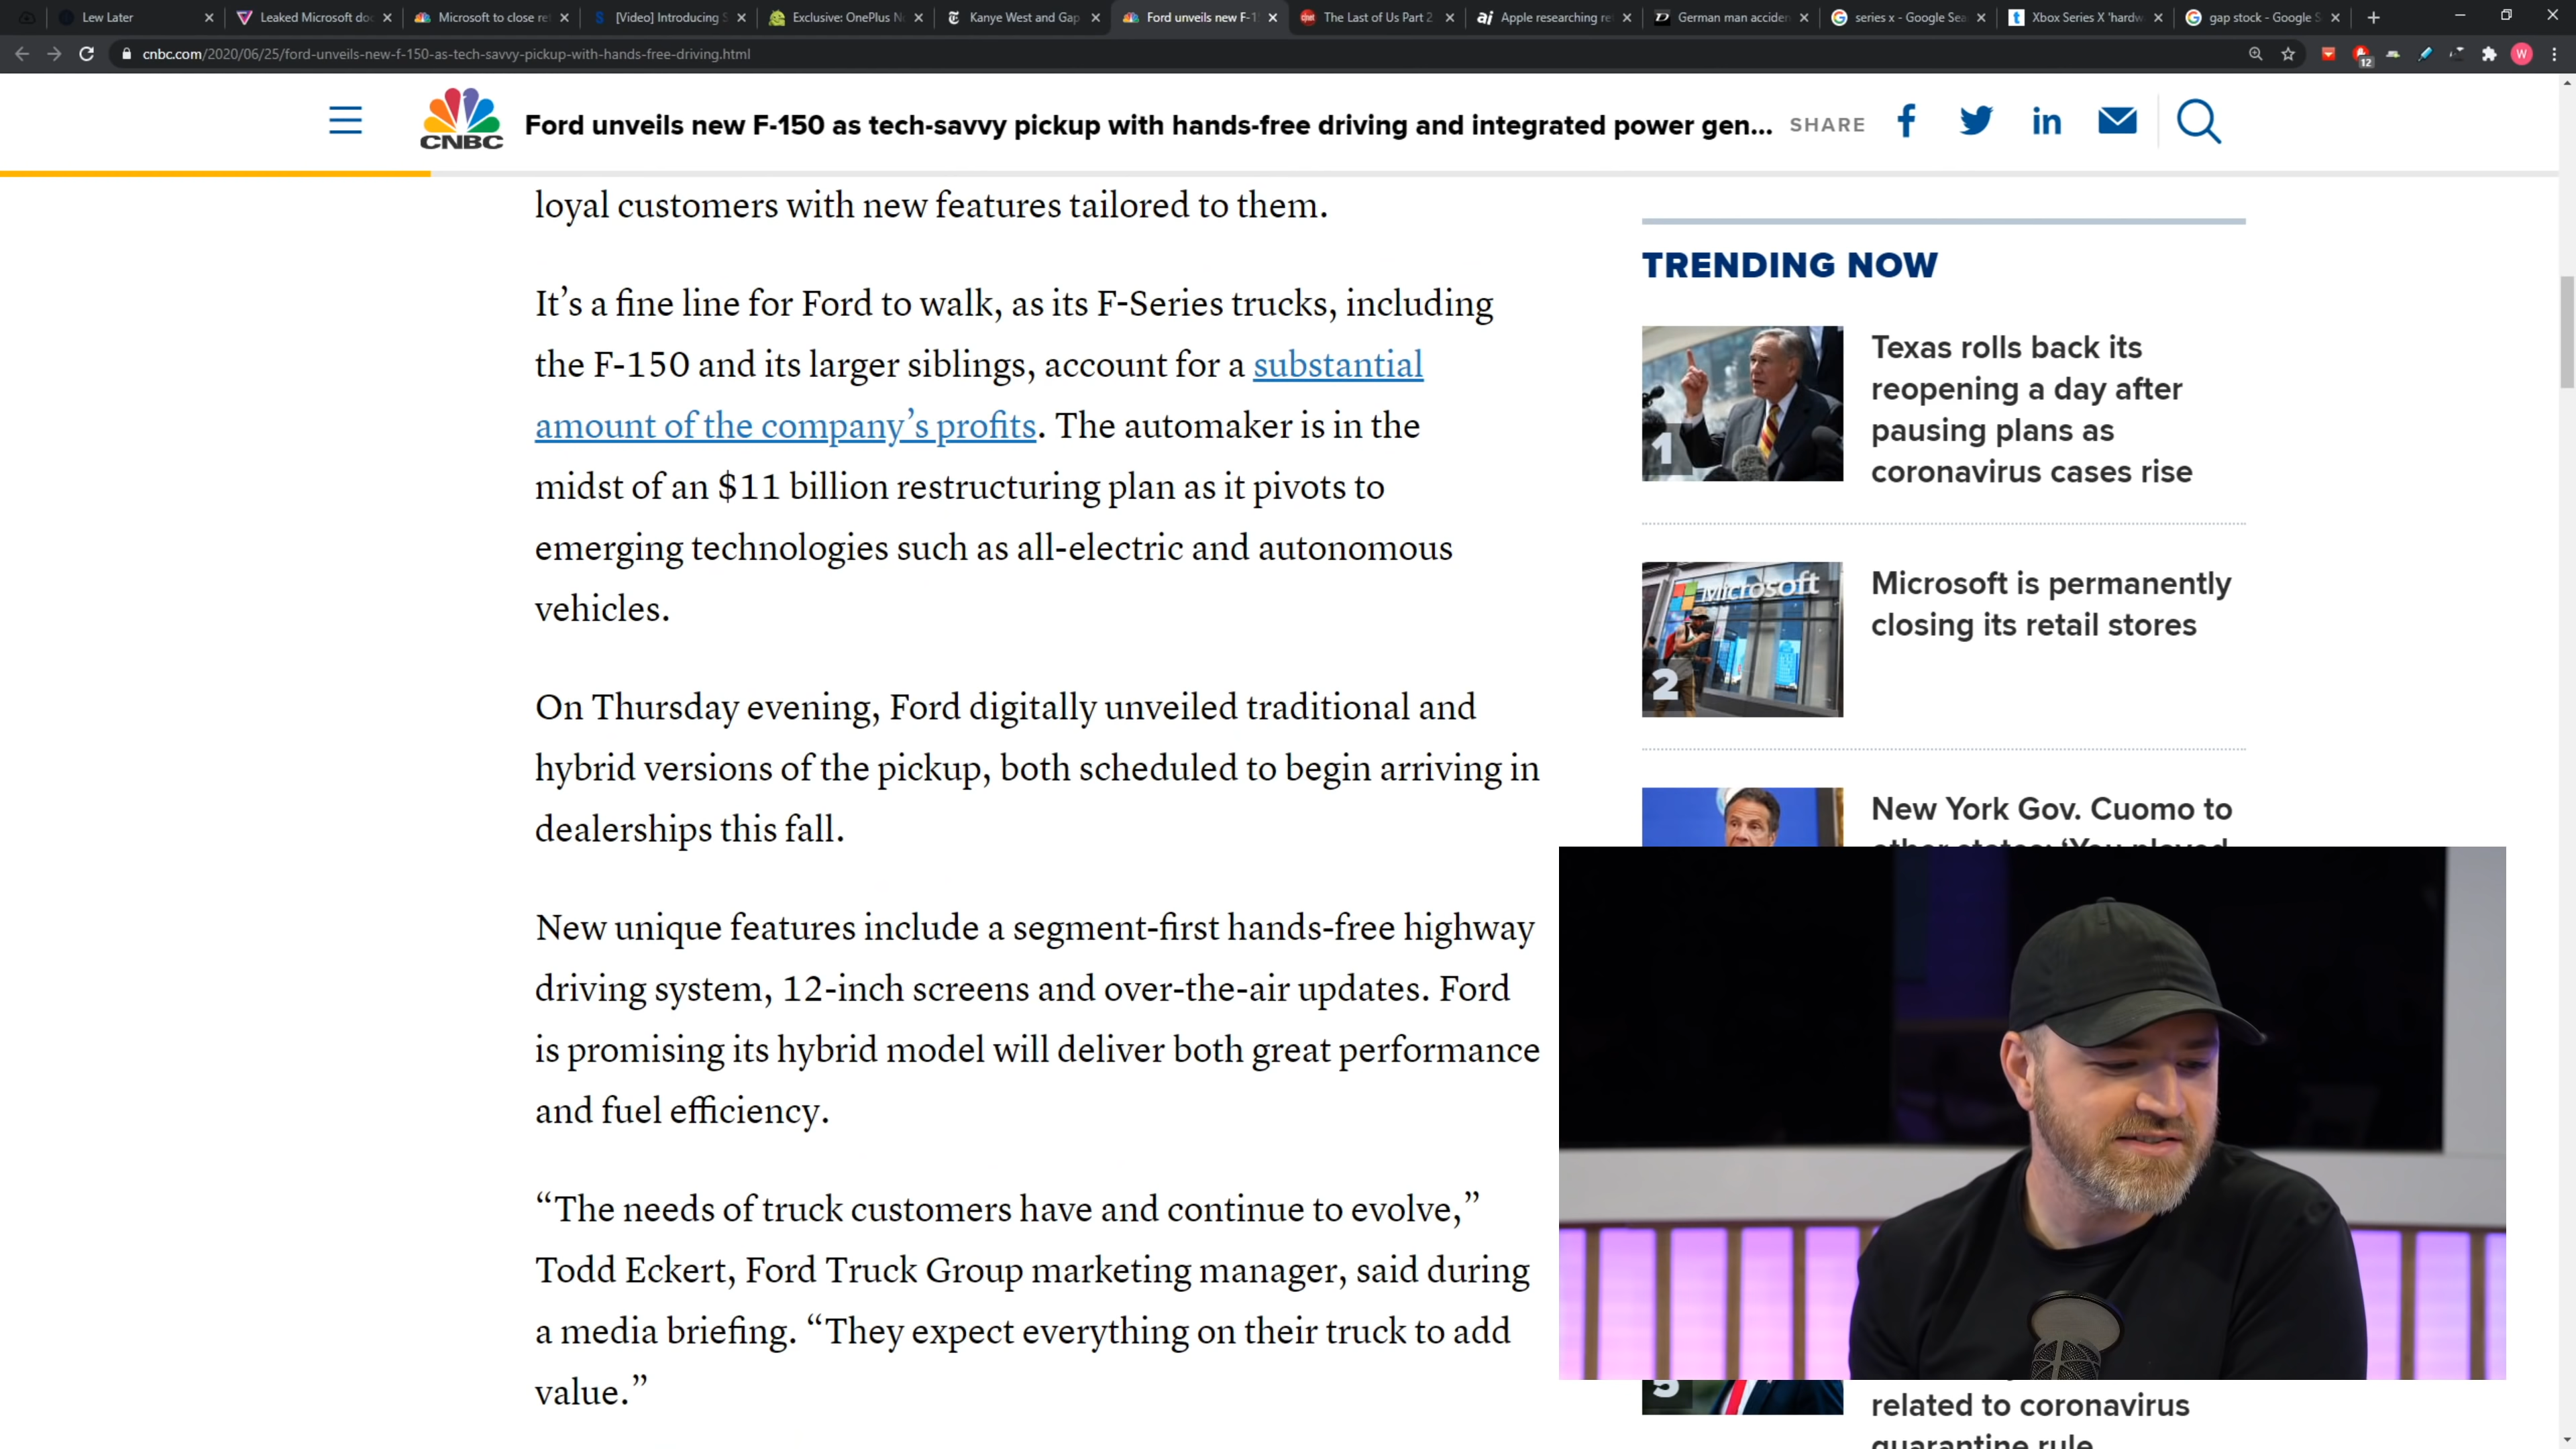 Lew Later
Leaked Microsoft do
Microsoft to close re
[Video] Introducing S
Exclusive: OnePlus N
Kanye West and Gap
Ford unveils new F-1
The Last of Us Part 2
Apple researching re
German man acciden
series x - Google Sea
Xbox Series X 'hardw
gap stock - Google S
cnbc.com/2020/06/25/ford-unveils-new-f-150-as-tech-savvy-pickup-with-hands-free-driving.html
12
W
CNBC
Ford unveils new F-150 as tech-savvy pickup with hands-free driving and integrated power gen...
SHARE
loyal customers with new features tailored to them.
It’s a fine line for Ford to walk, as its F-Series trucks, including
the F-150 and its larger siblings, account for a substantial
amount of the company’s profits. The automaker is in the
midst of an $11 billion restructuring plan as it pivots to
emerging technologies such as all-electric and autonomous
vehicles.
On Thursday evening, Ford digitally unveiled traditional and
hybrid versions of the pickup, both scheduled to begin arriving in
dealerships this fall.
New unique features include a segment-first hands-free highway
driving system, 12-inch screens and over-the-air updates. Ford
is promising its hybrid model will deliver both great performance
and fuel efficiency.
“The needs of truck customers have and continue to evolve,”
Todd Eckert, Ford Truck Group marketing manager, said during
a media briefing. “They expect everything on their truck to add
value.”
TRENDING NOW
1
Texas rolls back its
reopening a day after
pausing plans as
coronavirus cases rise
Microsoft
2
Microsoft is permanently
closing its retail stores
New York Gov. Cuomo to
other states: ‘You played
5
related to coronavirus
quarantine rule